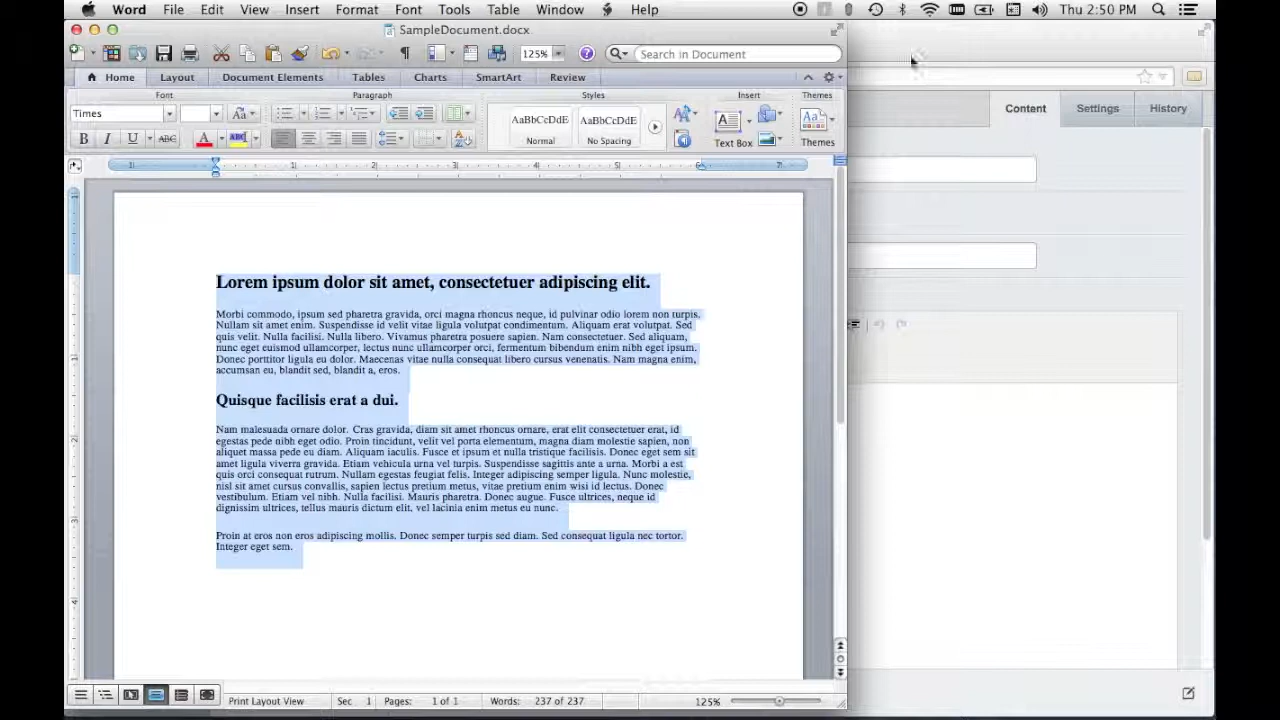 Word File Edit View Insert Format Font Tools Table Window Help Thu 2:50 PM
SampleDocument.docx
125% Search in Document
Home Layout Document Elements Tables Charts SmartArt Review
Content Settings History
Font Paragraph Styles Insert Themes
Times Aa AaBbCcDdE AaBbCcDdE A Aa
B I U ABC A ABC Normal No Spacing Text Box Themes
Lorem ipsum dolor sit amet, consectetuer adipiscing elit.
Morbi commodo, ipsum sed pharetra gravida, orci magna rhoncus neque, id pulvinar odio lorem non turpis.
Nullam sit amet enim. Suspendisse id velit vitae ligula volutpat condimentum. Aliquam erat volutpat. Sed
quis velit. Nulla facilisi. Nulla libero. Vivamus pharetra posuere sapien. Nam consectetuer. Sed aliquam,
nunc eget euismod ullamcorper, lectus nunc ullamcorper orci, fermentum bibendum enim nibh eget ipsum.
Donec porttitor ligula eu dolor. Maecenas vitae nulla consequat libero cursus venenatis. Nam magna enim,
accumsan eu, blandit sed, blandit a, eros.
Quisque facilisis erat a dui.
Nam malesuada ornare dolor. Cras gravida, diam sit amet rhoncus ornare, erat elit consectetuer erat, id
egestas pede nibh eget odio. Proin tincidunt, velit vel porta elementum, magna diam molestie sapien, non
aliquet massa pede eu diam. Aliquam iaculis. Fusce et ipsum et nulla tristique facilisis. Donec eget sem sit
amet ligula viverra gravida. Etiam vehicula urna vel turpis. Suspendisse sagittis ante a urna. Morbi a est
quis orci consequat rutrum. Nullam egestas feugiat felis. Integer adipiscing semper ligula. Nunc molestie,
nisl sit amet cursus convallis, sapien lectus pretium metus, vitae pretium enim wisi id lectus. Donec
vestibulum. Etiam vel nibh. Nulla facilisi. Mauris pharetra. Donec augue. Fusce ultrices, neque id
dignissim ultrices, tellus mauris dictum elit, vel lacinia enim metus eu nunc.
Proin at eros non eros adipiscing mollis. Donec semper turpis sed diam. Sed consequat ligula nec tortor.
Integer eget sem.
Print Layout View Sec 1 Pages: 1 of 1 Words: 237 of 237 125%